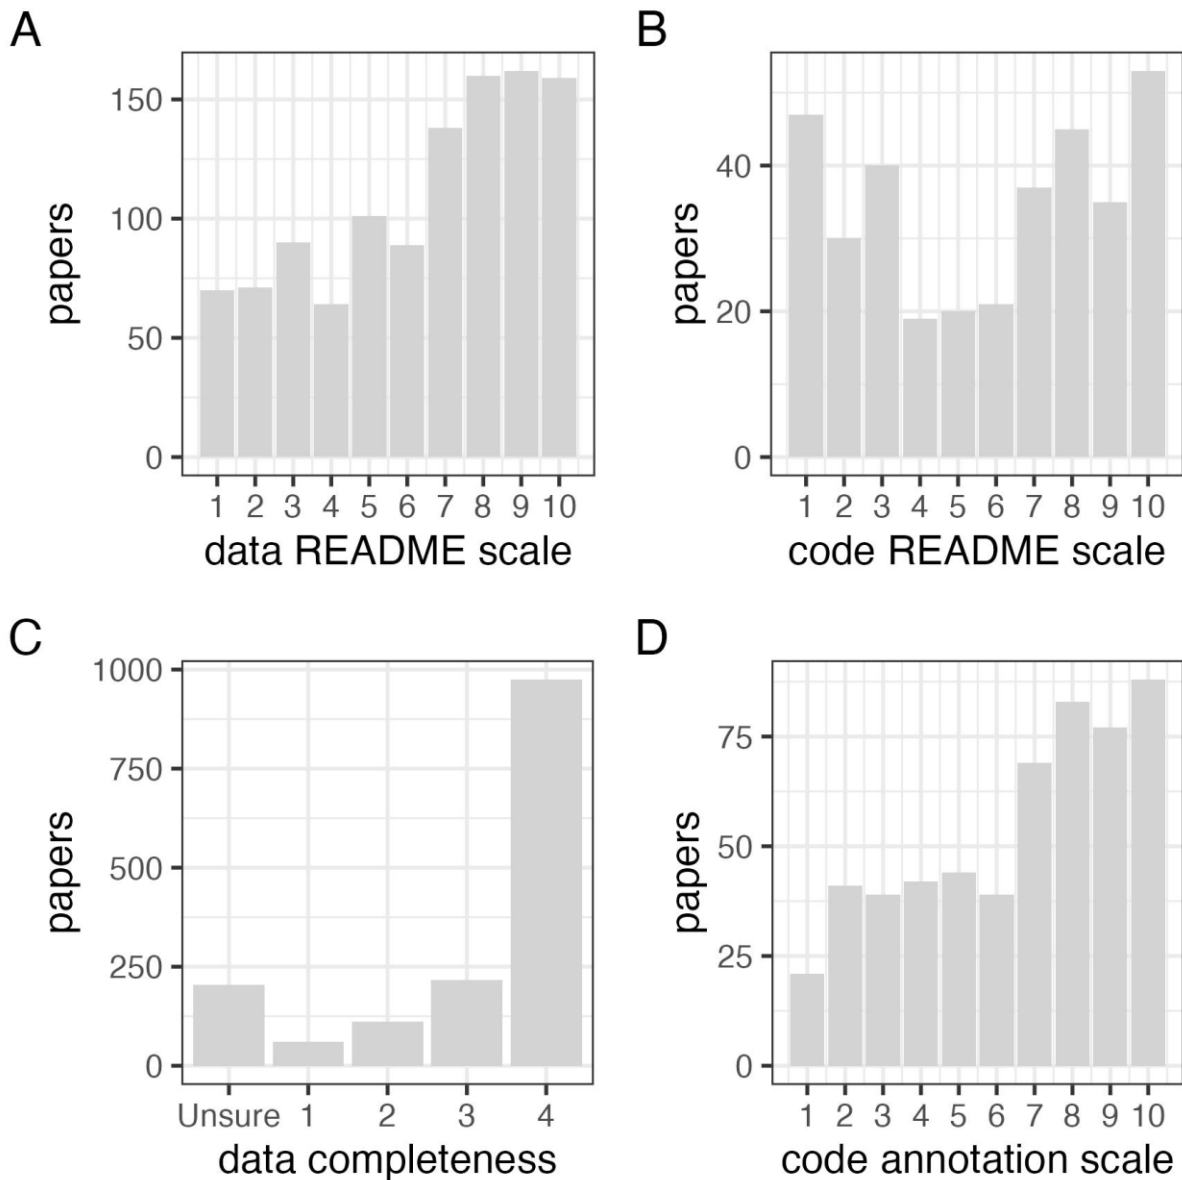 A
papers
150
100
50
0
1 2 3 4 5 6 7 8 9 10
data README scale
B
papers
40
20
0
1 2 3 4 5 6 7 8 9 10
code README scale
C
papers
1000
750
500
250
0
Unsure 1 2 3 4
data completeness
D
papers
75
50
25
0
1 2 3 4 5 6 7 8 9 10
code annotation scale